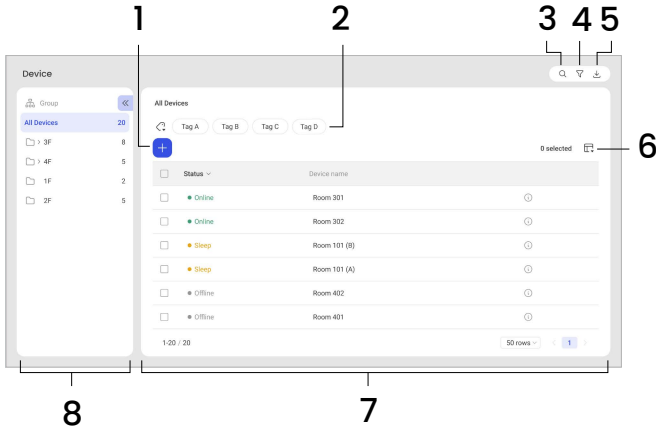 1 2 3 4 5
Device
Group
All Devices 20
3F 8
4F 5
1F 2
2F 5
All Devices
Tag A Tag B Tag C Tag D
0 selected
6
Status Device name
Online Room 301
Online Room 302
Sleep Room 101 (B)
Sleep Room 101 (A)
Offline Room 402
Offline Room 401
1-20 / 20 50 rows 1
8 7